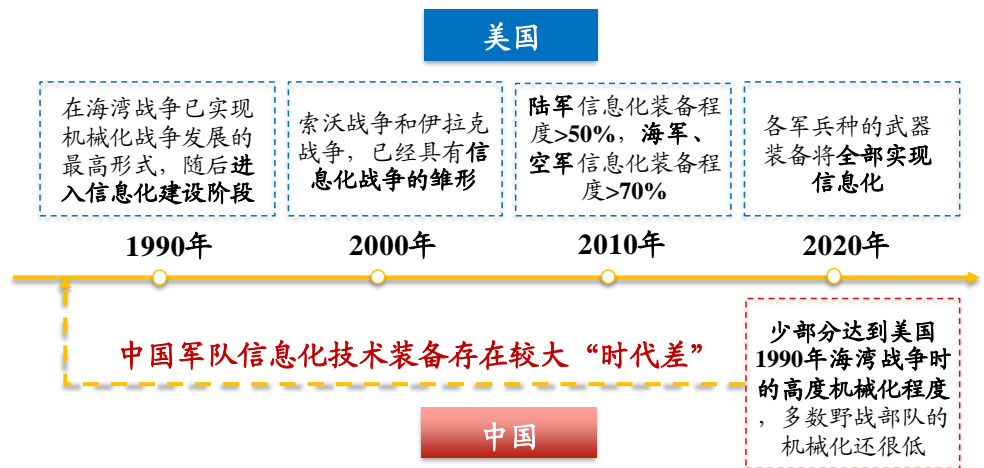 美国
在海湾战争已实现
机械化战争发展的
最高形式，随后进
入信息化建设阶段
索沃战争和伊拉克
战争，已经具有信
息化战争的雏形
陆军信息化装备程
度>50%，海军、
空军信息化装备程
度>70%
各军兵种的武器
装备将全部实现
信息化
1990年
2000年
2010年
2020年
中国军队信息化技术装备存在较大“时代差”
少部分达到美国
1990年海湾战争时
的高度机械化程度
，多数野战部队的
机械化还很低
中国